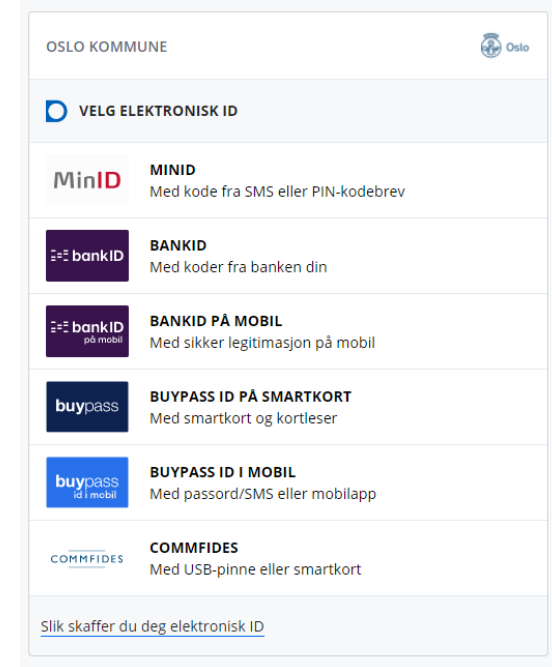 OSLO KOMMUNE
Oslo
VELG ELEKTRONISK ID
MinID
MINID
Med kode fra SMS eller PIN-kodebrev
bankID
BANKID
Med koder fra banken din
bankID
på mobil
BANKID PÅ MOBIL
Med sikker legitimasjon på mobil
buypass
BUYPASS ID PÅ SMARTKORT
Med smartkort og kortleser
buypass
id i mobil
BUYPASS ID I MOBIL
Med passord/SMS eller mobilapp
COMMFIDES
COMMFIDES
Med USB-pinne eller smartkort
Slik skaffer du deg elektronisk ID